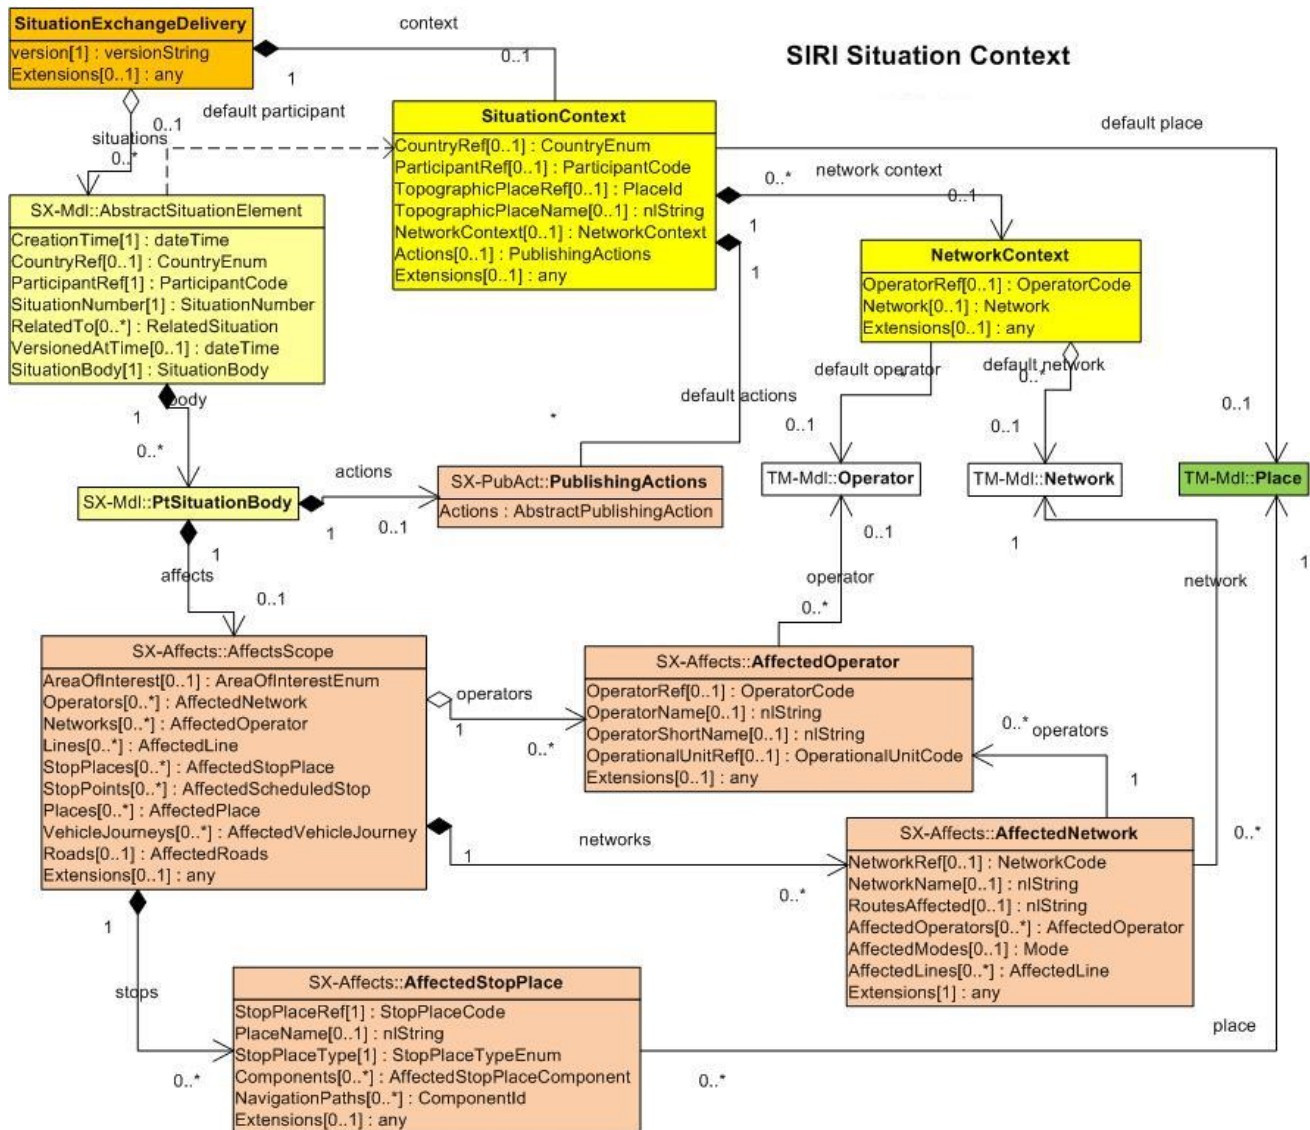 SIRI Situation Context
SituationExchangeDelivery
version[1] : versionString
Extensions[0..1] : any
context
1
0..1
situations
0..*
default participant
0..1
SituationContext
CountryRef[0..1] : CountryEnum
ParticipantRef[0..1] : ParticipantCode
TopographicPlaceRef[0..1] : PlaceId
TopographicPlaceName[0..1] : nlString
NetworkContext[0..1] : NetworkContext
Actions[0..1] : PublishingActions
Extensions[0..1] : any
default place
0..1
network context
0..*
0..1
1
1
SX-Mdl::AbstractSituationElement
CreationTime[1] : dateTime
CountryRef[0..1] : CountryEnum
ParticipantRef[1] : ParticipantCode
SituationNumber[1] : SituationNumber
RelatedTo[0..*] : RelatedSituation
VersionedAtTime[0..1] : dateTime
SituationBody[1] : SituationBody
NetworkContext
OperatorRef[0..1] : OperatorCode
Network[0..1] : Network
Extensions[0..1] : any
default operator
*
0..1
default network
0..*
0..1
default actions
*
body
1
0..*
SX-Mdl::PtSituationBody
actions
1
0..1
SX-PubAct::PublishingActions
Actions : AbstractPublishingAction
TM-Mdl::Operator
TM-Mdl::Network
TM-Mdl::Place
1
affects
0..1
0..1
operator
0..*
1
network
0..*
1
SX-Affects::AffectsScope
AreaOfInterest[0..1] : AreaOfInterestEnum
Operators[0..*] : AffectedNetwork
Networks[0..*] : AffectedOperator
Lines[0..*] : AffectedLine
StopPlaces[0..*] : AffectedStopPlace
StopPoints[0..*] : AffectedScheduledStop
Places[0..*] : AffectedPlace
VehicleJourneys[0..*] : AffectedVehicleJourney
Roads[0..1] : AffectedRoads
Extensions[0..1] : any
operators
1
0..*
SX-Affects::AffectedOperator
OperatorRef[0..1] : OperatorCode
OperatorName[0..1] : nlString
OperatorShortName[0..1] : nlString
OperationalUnitRef[0..1] : OperationalUnitCode
Extensions[0..1] : any
0..*
operators
1
networks
1
0..*
SX-Affects::AffectedNetwork
NetworkRef[0..1] : NetworkCode
NetworkName[0..1] : nlString
RoutesAffected[0..1] : nlString
AffectedOperators[0..*] : AffectedOperator
AffectedModes[0..1] : Mode
AffectedLines[0..*] : AffectedLine
Extensions[1] : any
1
stops
0..*
SX-Affects::AffectedStopPlace
StopPlaceRef[1] : StopPlaceCode
PlaceName[0..1] : nlString
StopPlaceType[1] : StopPlaceTypeEnum
Components[0..*] : AffectedStopPlaceComponent
NavigationPaths[0..*] : ComponentId
Extensions[0..1] : any
place
0..*